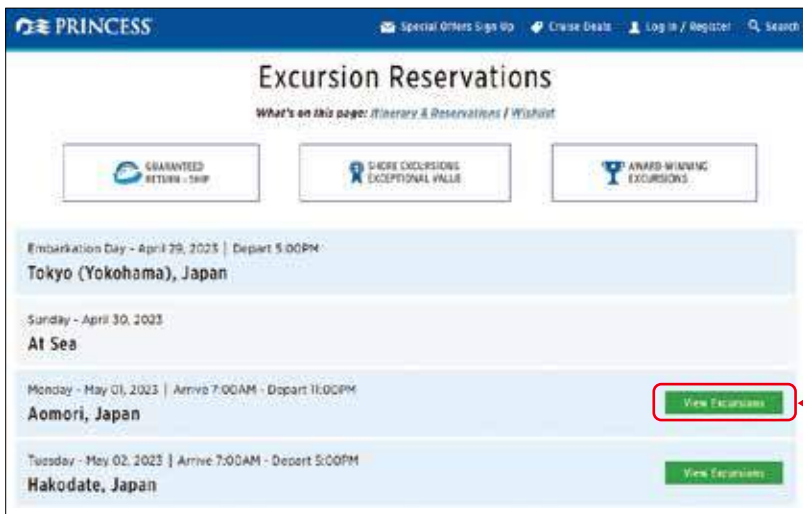 PRINCESS
Special Offers Sign Up Cruise Deals Log in / Register Search
Excursion Reservations
What's on this page: Itinerary & Reservations / Wishlist
GUARANTEED
RETURN - SHIP
SHORE EXCURSIONS
EXCEPTIONAL VALUE
AWARD-WINNING
EXCURSIONS
Embarkation Day - April 29, 2023 | Depart 5:00PM
Tokyo (Yokohama), Japan
Sunday - April 30, 2023
At Sea
Monday - May 01, 2023 | Arrive 7:00AM - Depart 11:00PM
Aomori, Japan
View Excursions
Tuesday - May 02, 2023 | Arrive 7:00AM - Depart 5:00PM
Hakodate, Japan
View Excursions